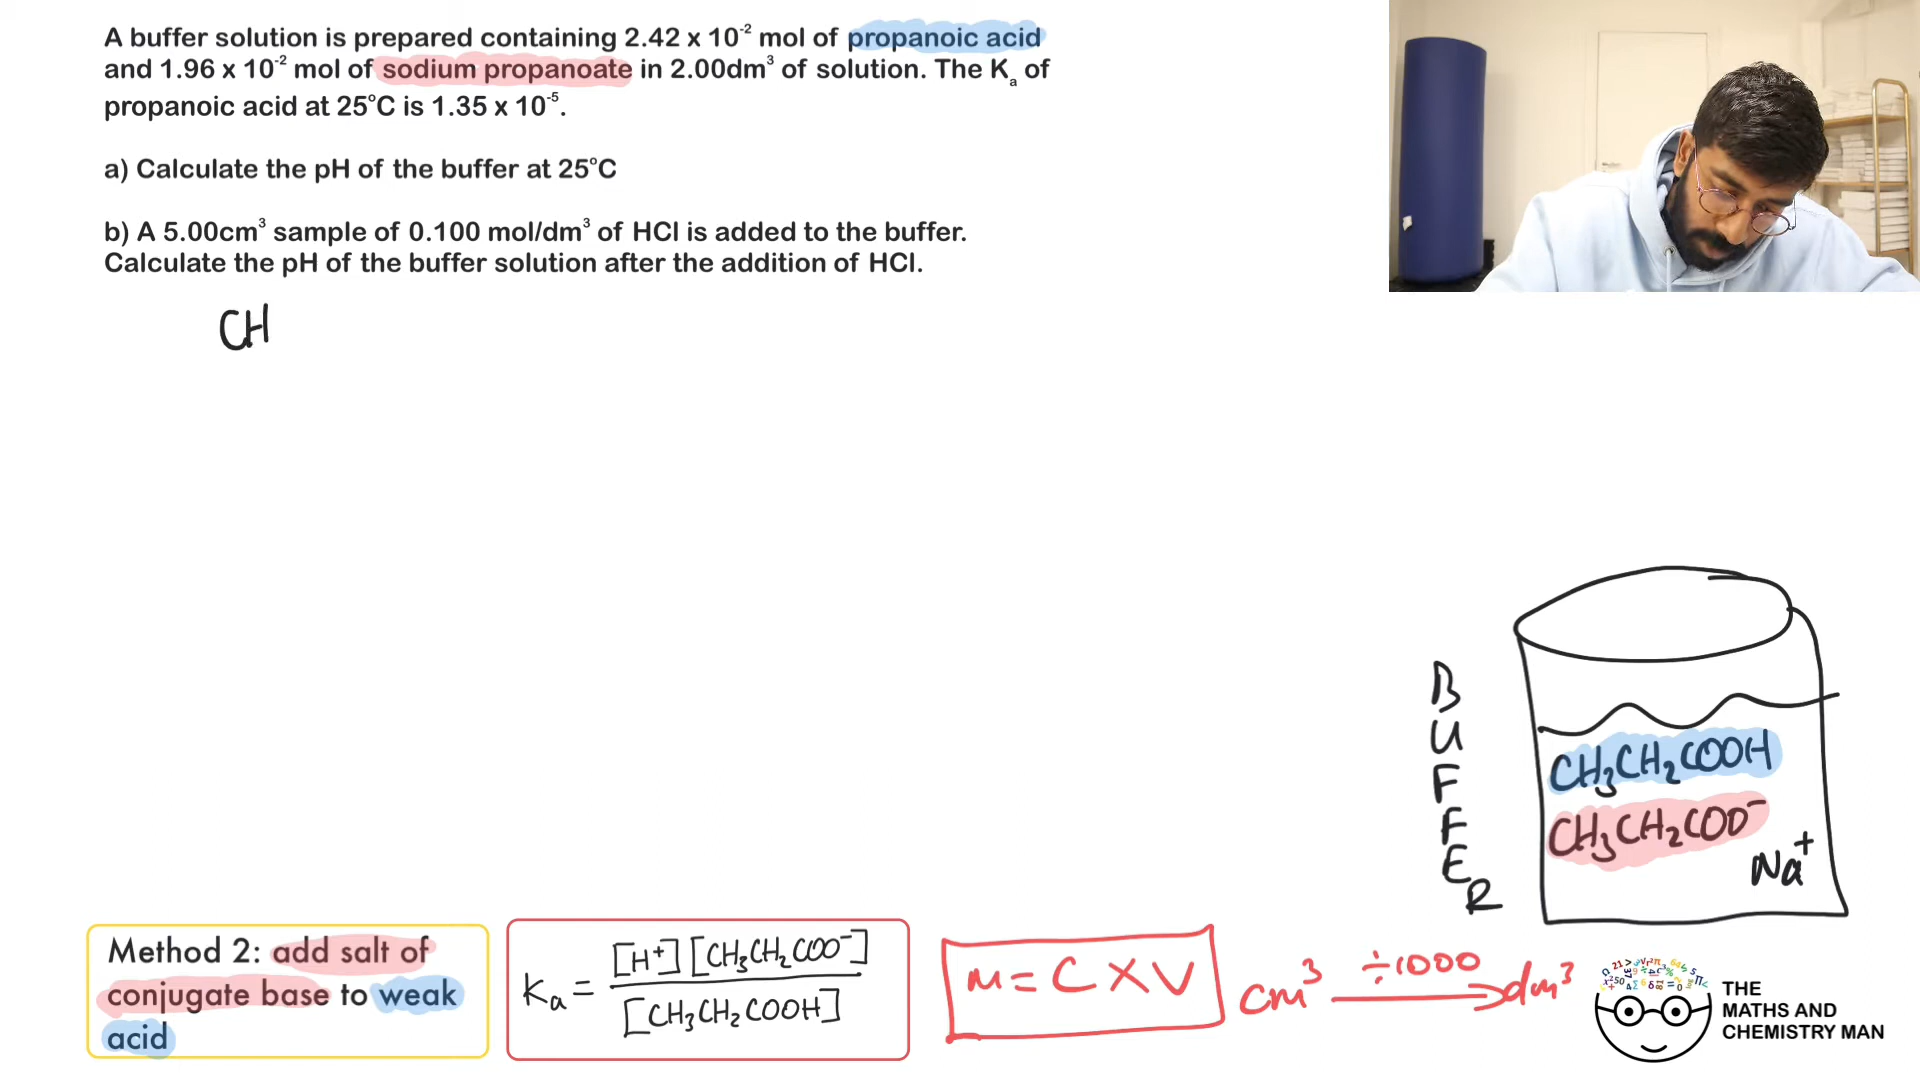 A buffer solution is prepared containing 2.42 x 10⁻² mol of propanoic acid
and 1.96 x 10⁻² mol of sodium propanoate in 2.00dm³ of solution. The Kₐ of
propanoic acid at 25°C is 1.35 x 10⁻⁵.
a) Calculate the pH of the buffer at 25°C
b) A 5.00cm³ sample of 0.100 mol/dm³ of HCl is added to the buffer.
Calculate the pH of the buffer solution after the addition of HCl.
CH
BUFFER
CH₃CH₂COOH
CH₃CH₂COO⁻
Na⁺
Method 2: add salt of
conjugate base to weak
acid
Kₐ = [H⁺][CH₃CH₂COO⁻]
[CH₃CH₂COOH]
n = C X V
cm³ ÷1000 → dm³
THE
MATHS AND
CHEMISTRY MAN